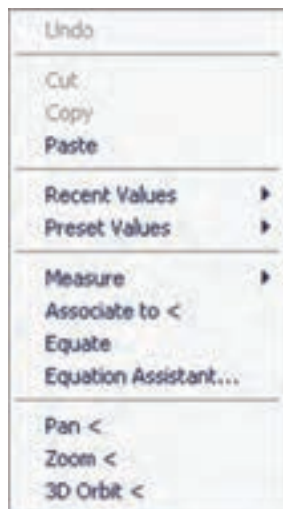 Undo
Cut
Copy
Paste
Recent Values
Preset Values
Measure
Associate to <
Equate
Equation Assistant...
Pan <
Zoom <
3D Orbit <